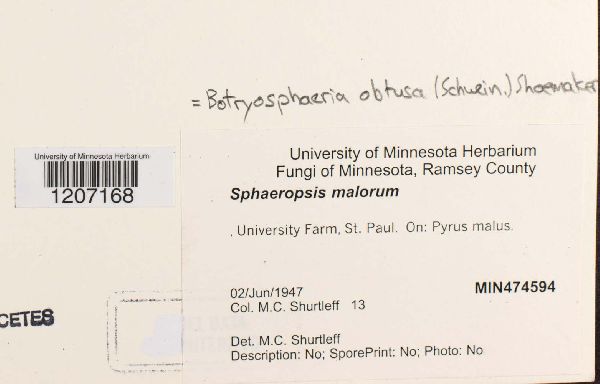 = Botryosphaeria obtusa (Schwein.) Shoemaker
University of Minnesota Herbarium
1207168
University of Minnesota Herbarium
Fungi of Minnesota, Ramsey County
Sphaeropsis malorum
, University Farm, St. Paul. On: Pyrus malus.
02/Jun/1947
MIN474594
Col. M.C. Shurtleff 13
CETES
Det. M.C. Shurtleff
Description: No; SporePrint: No; Photo: No